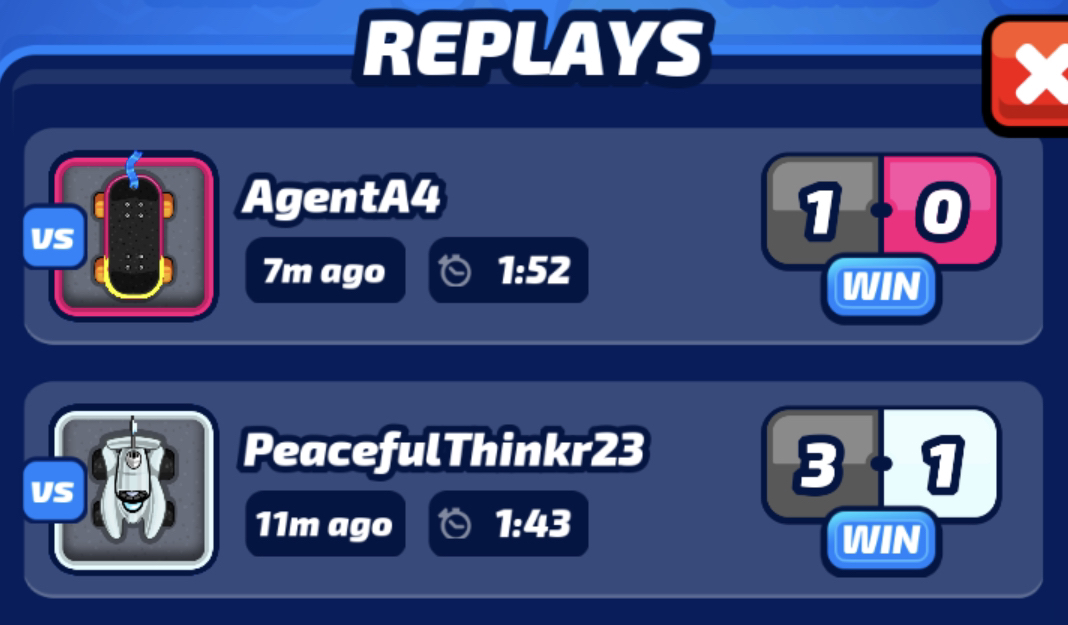 REPLAYS
VS
AgentA4
7m ago 1:52
1 0
WIN
VS
PeacefulThinkr23
11m ago 1:43
3 1
WIN